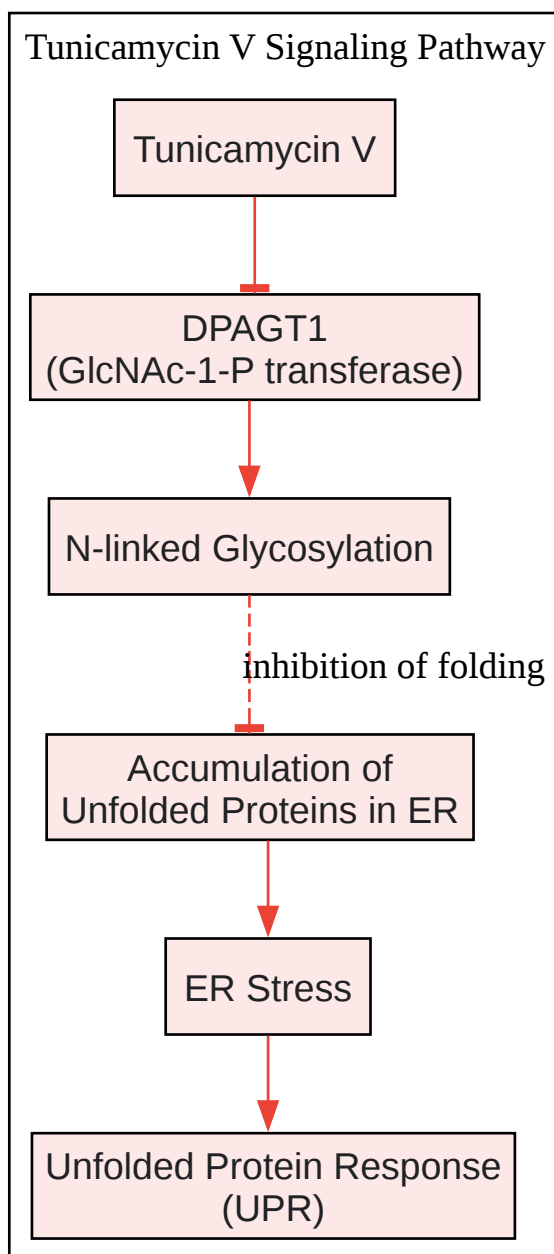 Tunicamycin V Signaling Pathway
Tunicamycin V
DPAGT1
(GlcNAc-1-P transferase)
N-linked Glycosylation
inhibition of folding
Accumulation of
Unfolded Proteins in ER
ER Stress
Unfolded Protein Response
(UPR)